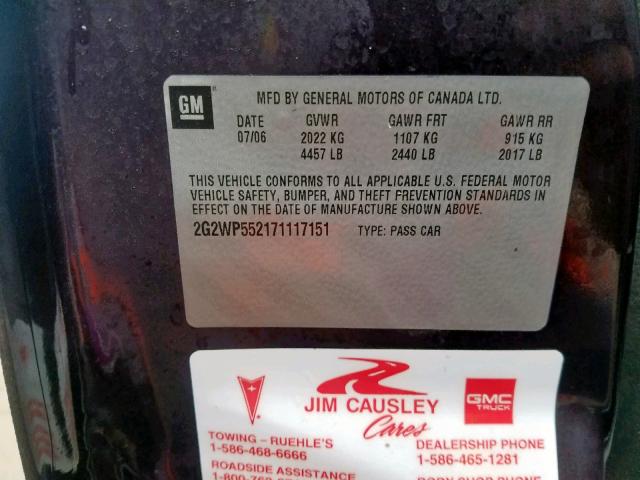 GM
MFD BY GENERAL MOTORS OF CANADA LTD.
DATE GVWR GAWR FRT GAWR RR
07/06 2022 KG 1107 KG 915 KG
4457 LB 2440 LB 2017 LB
THIS VEHICLE CONFORMS TO ALL APPLICABLE U.S. FEDERAL MOTOR
VEHICLE SAFETY, BUMPER, AND THEFT PREVENTION STANDARDS IN
EFFECT ON THE DATE OF MANUFACTURE SHOWN ABOVE.
2G2WP552171117151 TYPE: PASS CAR
JIM CAUSLEY
Cares
GMC
TRUCK
TOWING - RUEHLE'S
1-586-468-6666
ROADSIDE ASSISTANCE
DEALERSHIP PHONE
1-586-465-1281
BODY SHOP PHONE